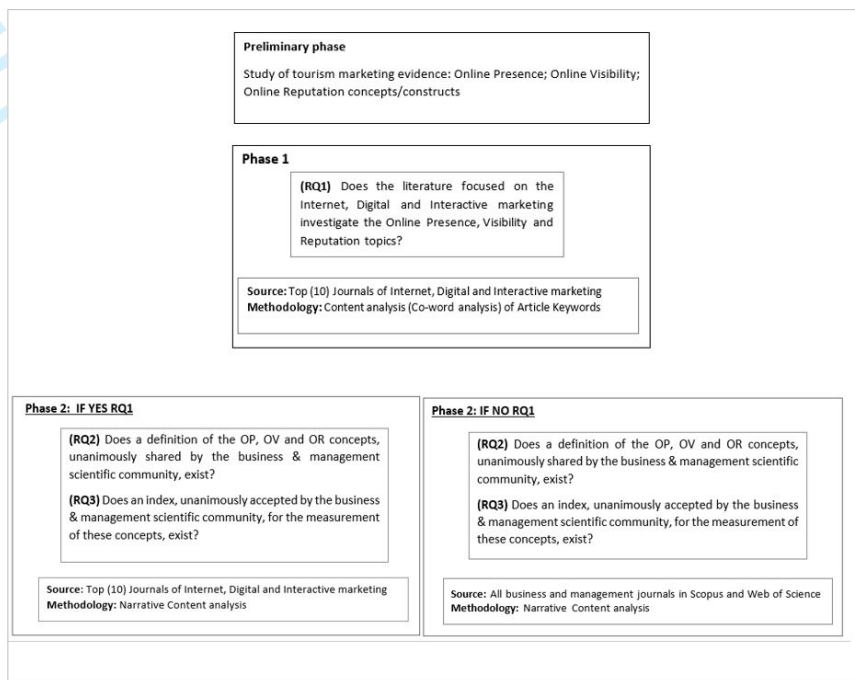 Preliminary phase
Study of tourism marketing evidence: Online Presence; Online Visibility;
Online Reputation concepts/constructs
Phase 1
(RQ1) Does the literature focused on the
Internet, Digital and Interactive marketing
investigate the Online Presence, Visibility and
Reputation topics?
Source: Top (10) Journals of Internet, Digital and Interactive marketing
Methodology: Content analysis (Co-word analysis) of Article Keywords
Phase 2: IF YES RQ1
(RQ2) Does a definition of the OP, OV and OR concepts,
unanimously shared by the business & management
scientific community, exist?
(RQ3) Does an index, unanimously accepted by the business
& management scientific community, for the measurement
of these concepts, exist?
Source: Top (10) Journals of Internet, Digital and Interactive marketing
Methodology: Narrative Content analysis
Phase 2: IF NO RQ1
(RQ2) Does a definition of the OP, OV and OR concepts,
unanimously shared by the business & management scientific
community, exist?
(RQ3) Does an index, unanimously accepted by the business
& management scientific community, for the measurement of
these concepts, exist?
Source: All business and management journals in Scopus and Web of Science
Methodology: Narrative Content analysis